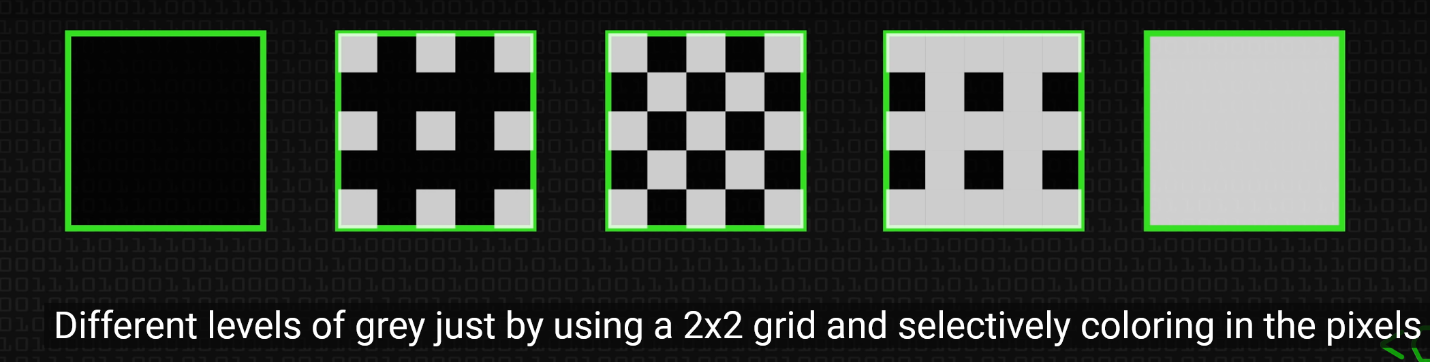 Different levels of grey just by using a 2x2 grid and selectively coloring in the pixels